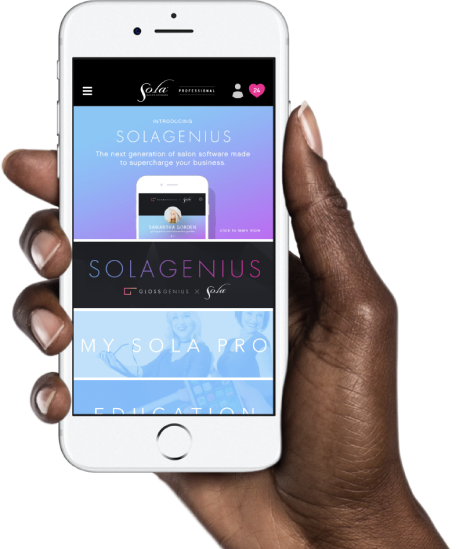 Sola PROFESSIONAL 24
INTRODUCING
SOLAGENIUS
The next generation of salon software made
to supercharge your business.
SAMANTHA GORDEN
click to learn more
SOLAGENIUS
GLOSSGENIUS X Sola
MY SOLA PRO
EDUCATION